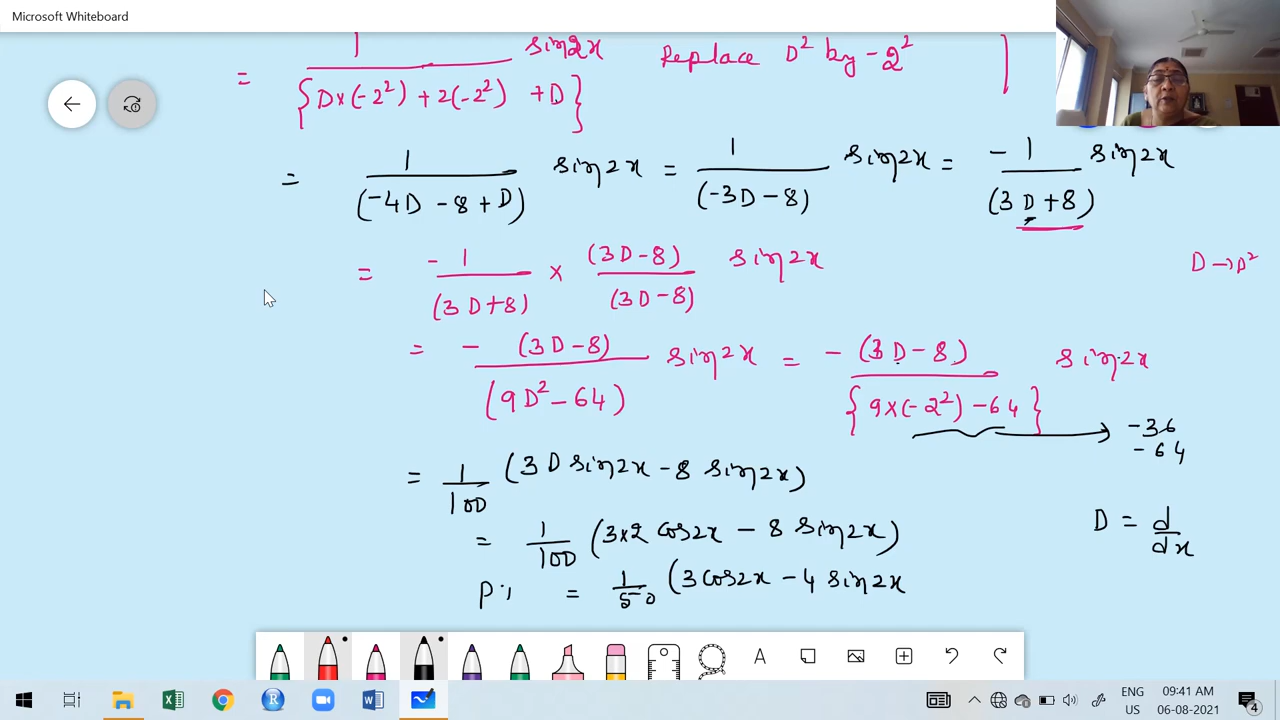 Microsoft Whiteboard
= 1 / {D×(-2²) + 2(-2²) + D} sin2x Replace D² by -2²
= 1 / (-4D - 8 + D) sin2x = 1 / (-3D - 8) sin2x = -1 / (3D + 8) sin2x
= -1 / (3D+8) × (3D-8) / (3D-8) sin2x D → D²
= - (3D-8) / (9D² - 64) sin2x = - (3D-8) / {9×(-2²) - 64} sin2x
-36
-64
= 1/100 (3D sin2x - 8 sin2x)
= 1/100 (3×2 cos2x - 8 sin2x) D = d/dx
= 1/50 (3cos2x - 4 sin2x
A
ENG
US
09:41 AM
06-08-2021
4